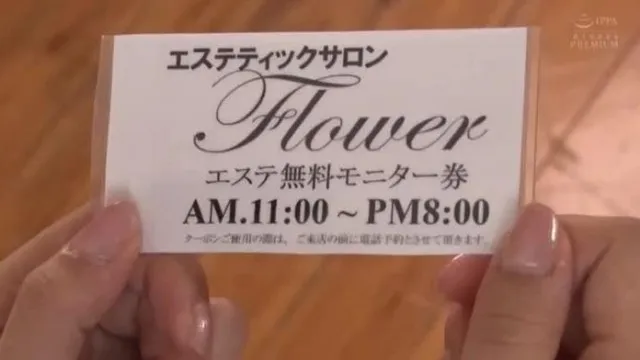 IPPA
PREMIUM
エステティックサロン
Flower
エステ無料モニター券
AM.11:00 ~ PM8:00
クーポンご使用の際は、ご来店の前に電話予約とさせて頂きます。